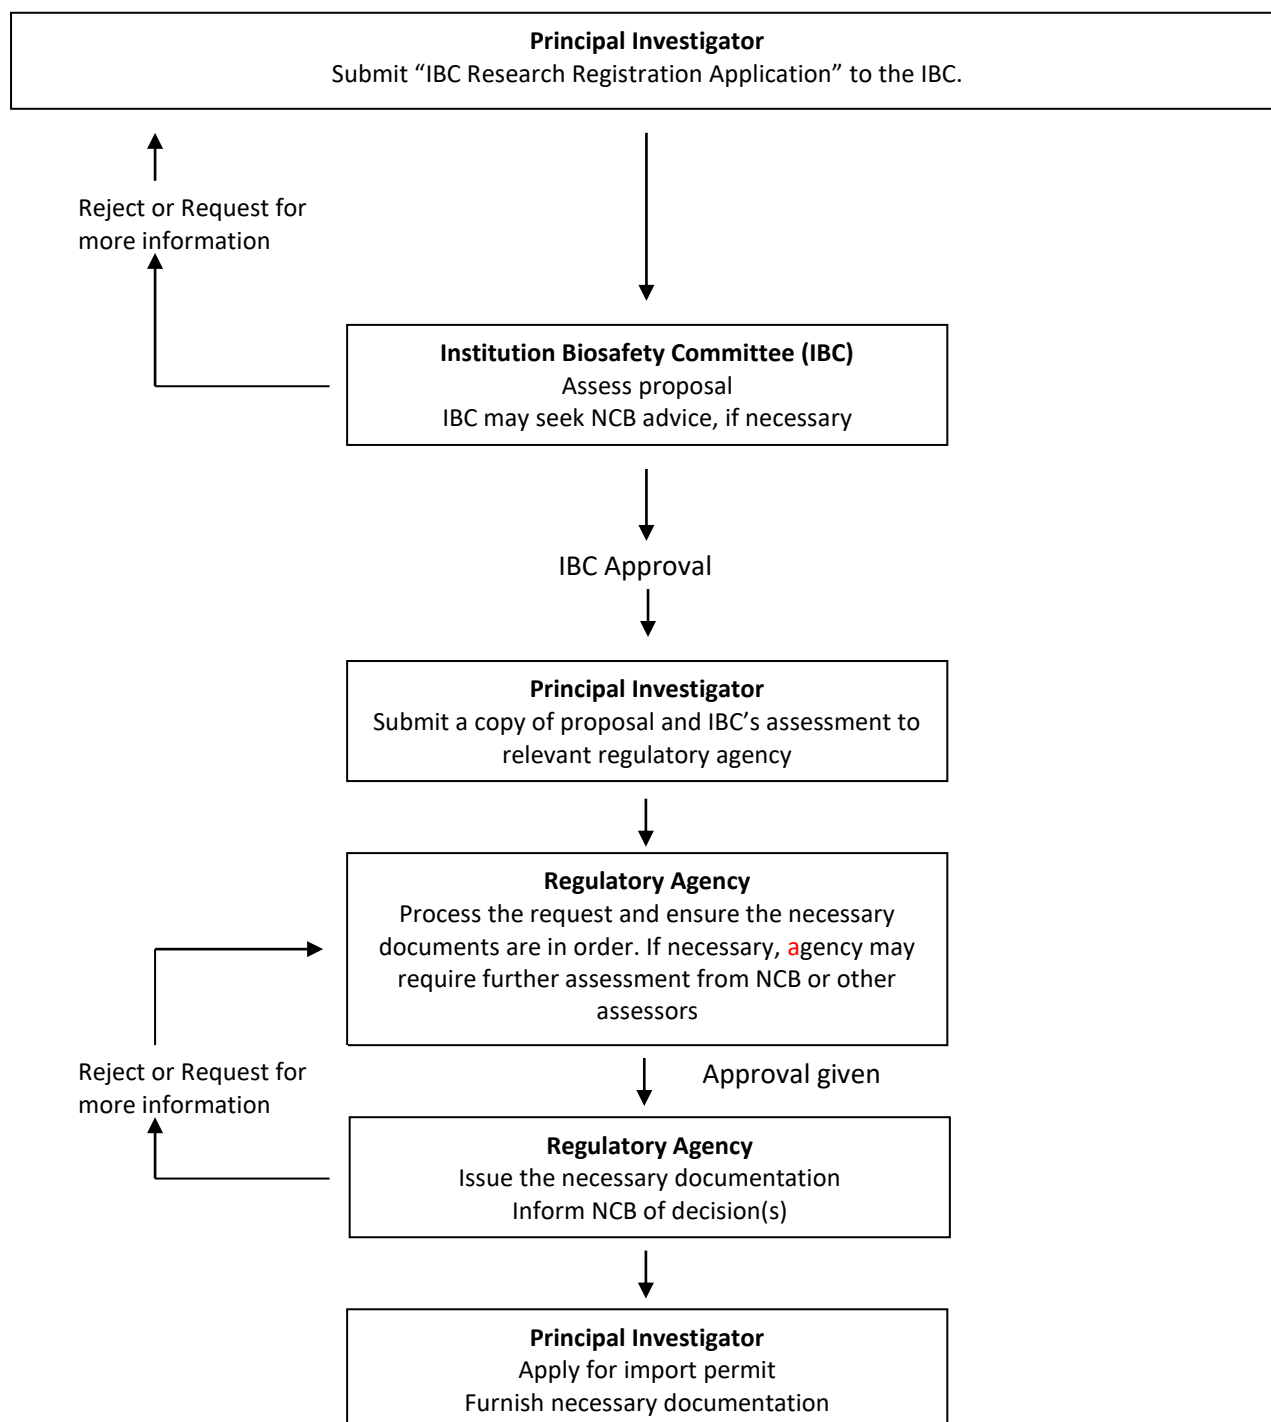 Principal Investigator
Submit “IBC Research Registration Application” to the IBC.
Reject or Request for
more information
Institution Biosafety Committee (IBC)
Assess proposal
IBC may seek NCB advice, if necessary
IBC Approval
Principal Investigator
Submit a copy of proposal and IBC’s assessment to
relevant regulatory agency
Regulatory Agency
Process the request and ensure the necessary
documents are in order. If necessary, agency may
require further assessment from NCB or other
assessors
Reject or Request for
more information
Approval given
Regulatory Agency
Issue the necessary documentation
Inform NCB of decision(s)
Principal Investigator
Apply for import permit
Furnish necessary documentation